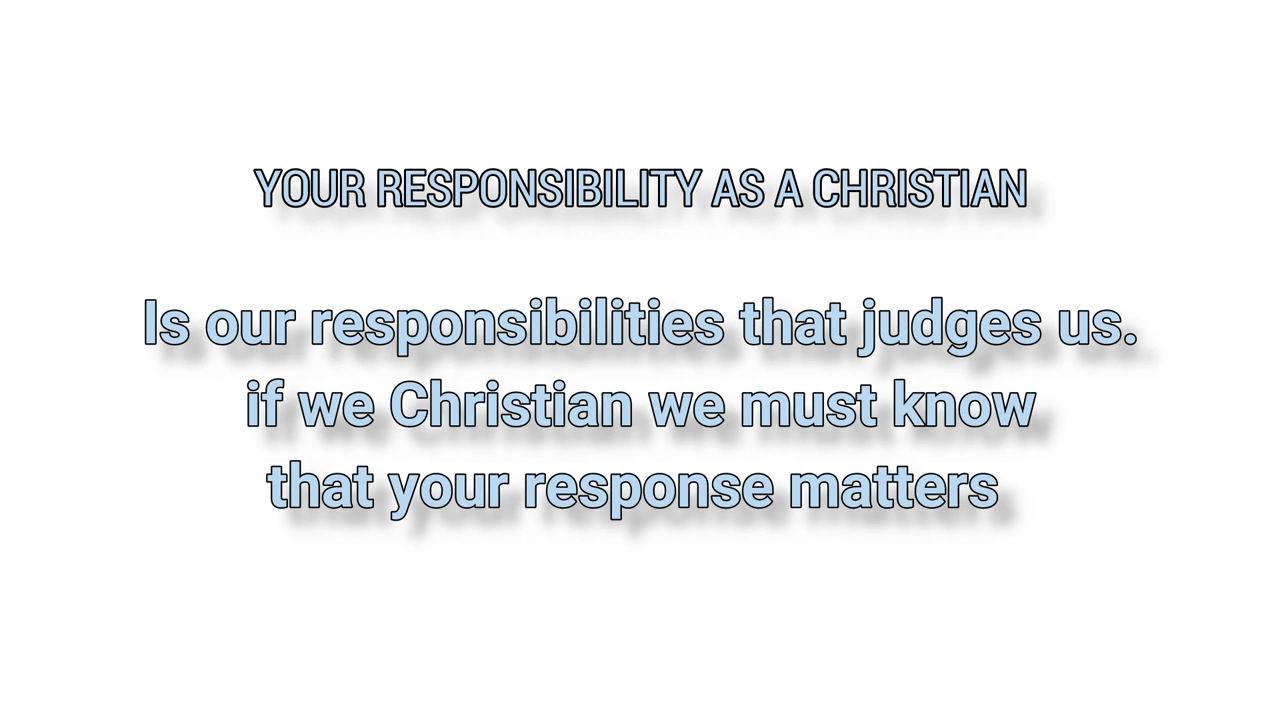 YOUR RESPONSIBILITY AS A CHRISTIAN
Is our responsibilities that judges us.
if we Christian we must know
that your response matters